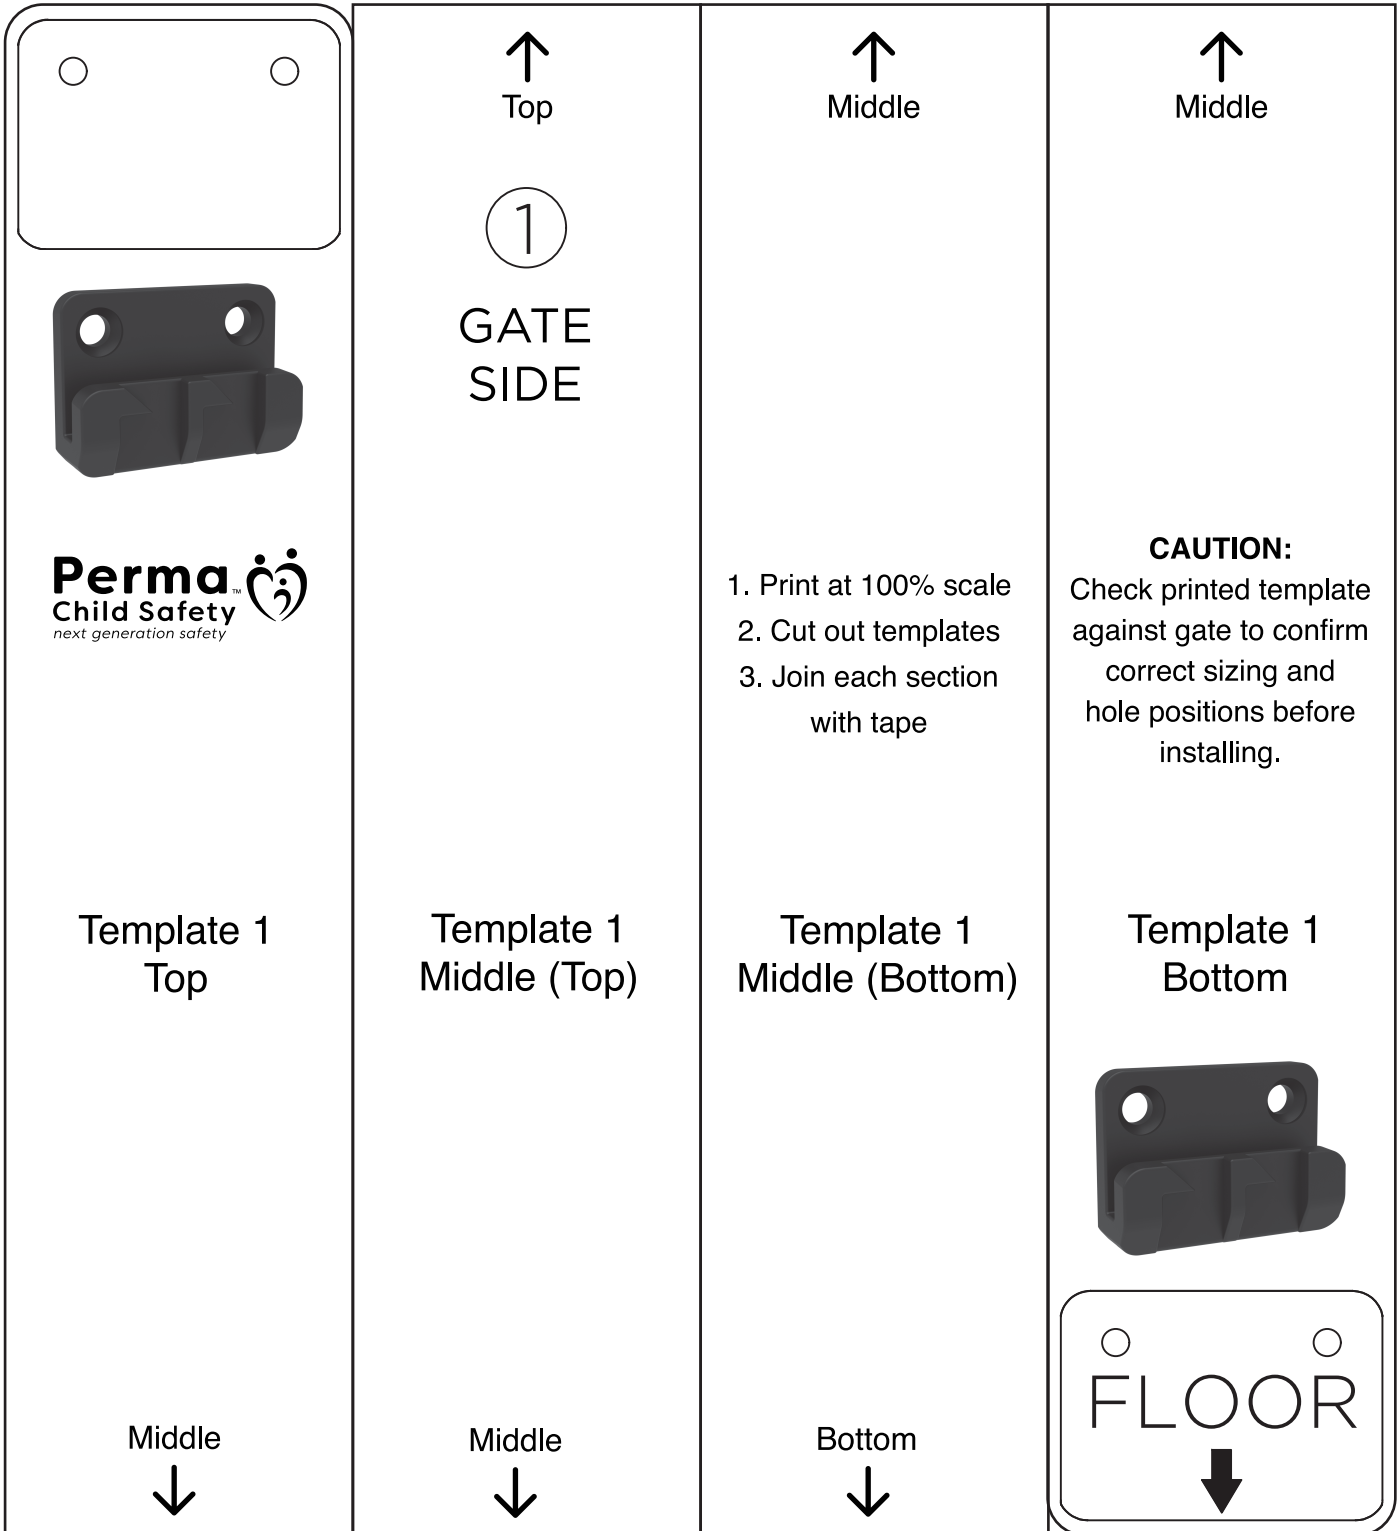 Perma™
Child Safety
next generation safety
Template 1
Top
Middle
Top
1
GATE
SIDE
Template 1
Middle (Top)
Middle
Middle
1. Print at 100% scale
2. Cut out templates
3. Join each section
with tape
Template 1
Middle (Bottom)
Bottom
Middle
CAUTION:
Check printed template
against gate to confirm
correct sizing and
hole positions before
installing.
Template 1
Bottom
FLOOR